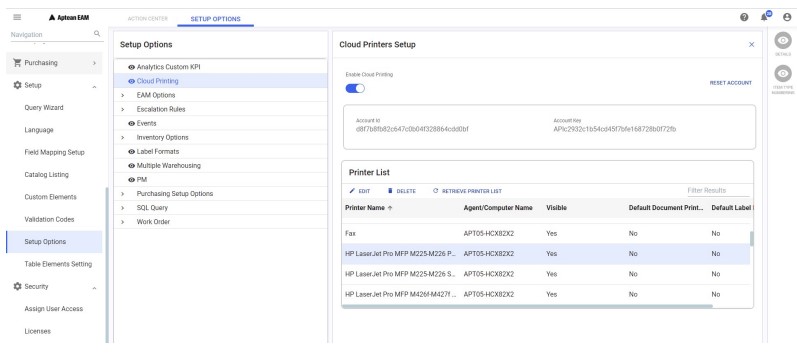 Aptean EAM
ACTION CENTER
SETUP OPTIONS
Navigation
Purchasing
Setup
Query Wizard
Language
Field Mapping Setup
Catalog Listing
Custom Elements
Validation Codes
Setup Options
Table Elements Setting
Security
Assign User Access
Licenses
Setup Options
Analytics Custom KPI
Cloud Printing
EAM Options
Escalation Rules
Events
Inventory Options
Label Formats
Multiple Warehousing
PM
Purchasing Setup Options
SQL Query
Work Order
Cloud Printers Setup
Enable Cloud Printing
RESET ACCOUNT
Account Id
d8f7b8fb82c647c0b04f328864cdd0bf
Account Key
APIc2932c1b54cd45f7bfe168728b0f72fb
Printer List
EDIT DELETE RETRIEVE PRINTER LIST Filter Results
Printer Name Agent/Computer Name Visible Default Document Print... Default Label
Fax APT05-HCX82X2 Yes No No
HP LaserJet Pro MFP M225-M226 P... APT05-HCX82X2 Yes No No
HP LaserJet Pro MFP M225-M226 S... APT05-HCX82X2 Yes No No
HP LaserJet Pro MFP M426f-M427f ... APT05-HCX82X2 Yes No No
DETAILS
ITEM TYPE
NUMBERING